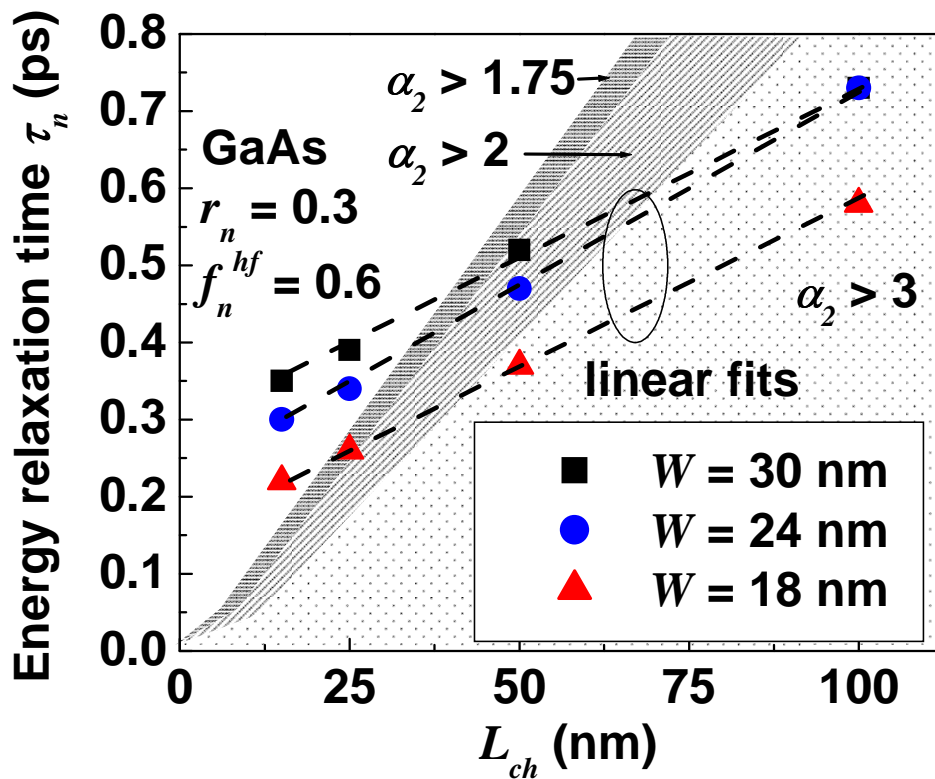 Energy relaxation time τn (ps)
0.8
0.7
0.6
0.5
0.4
0.3
0.2
0.1
0.0
α2 > 1.75
GaAs
α2 > 2
rn = 0.3
fn^hf = 0.6
α2 > 3
linear fits
W = 30 nm
W = 24 nm
W = 18 nm
0 25 50 75 100
Lch (nm)